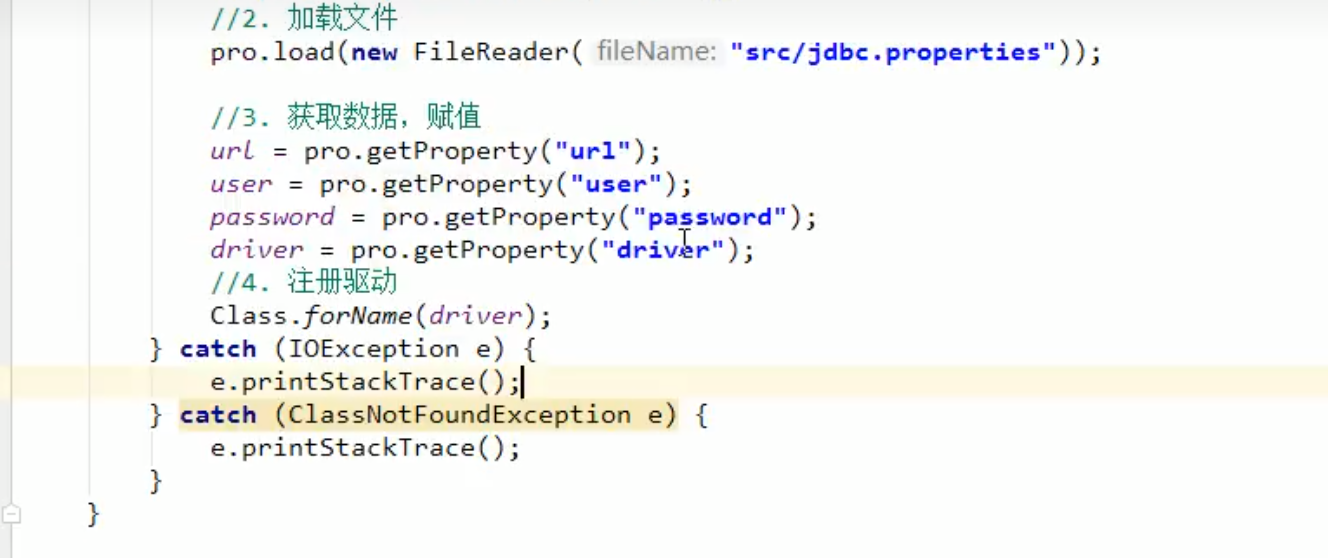 //2. 加载文件
pro.load(new FileReader( fileName: "src/jdbc.properties"));
//3. 获取数据，赋值
url = pro.getProperty("url");
user = pro.getProperty("user");
password = pro.getProperty("password");
driver = pro.getProperty("driver");
//4. 注册驱动
Class.forName(driver);
} catch (IOException e) {
e.printStackTrace();
} catch (ClassNotFoundException e) {
e.printStackTrace();
}
}